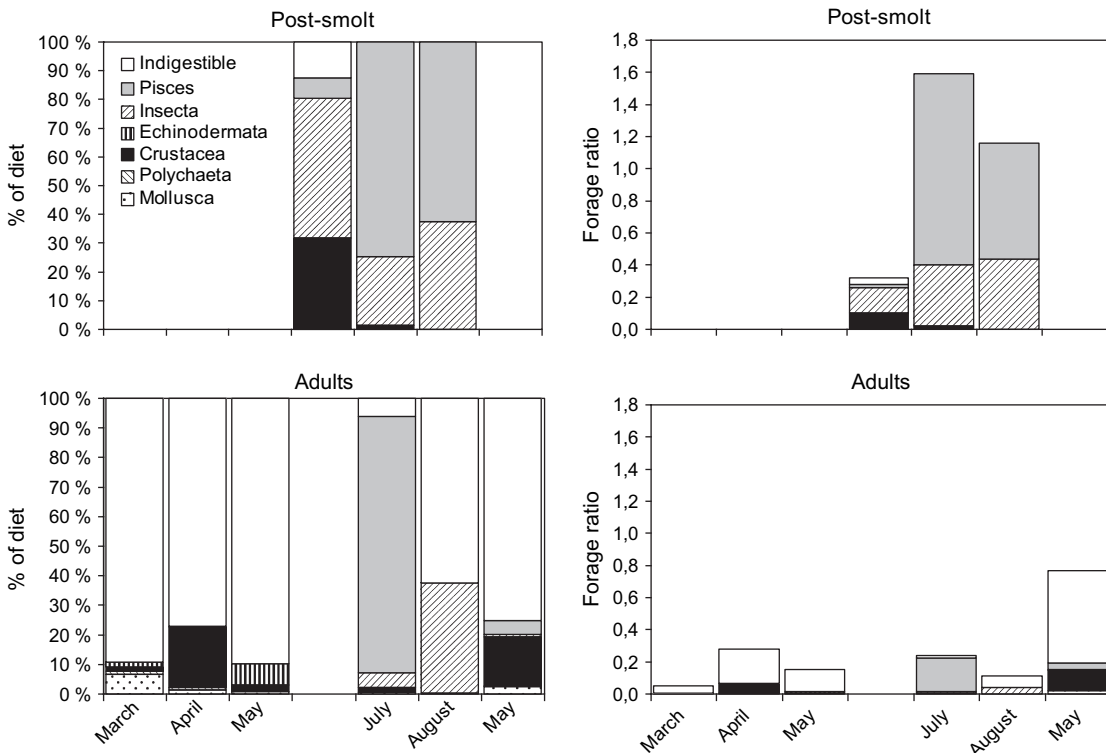 Post-smolt
100 %
90 %
80 %
70 %
60 %
50 %
40 %
30 %
20 %
10 %
0 %
% of diet
Indigestible
Pisces
Insecta
Echinodermata
Crustacea
Polychaeta
Mollusca
Post-smolt
1,8
1,6
1,4
1,2
1,0
0,8
0,6
0,4
0,2
0,0
Forage ratio
Adults
100 %
90 %
80 %
70 %
60 %
50 %
40 %
30 %
20 %
10 %
0 %
% of diet
March
April
May
July
August
May
Adults
1,8
1,6
1,4
1,2
1,0
0,8
0,6
0,4
0,2
0,0
Forage ratio
March
April
May
July
August
May